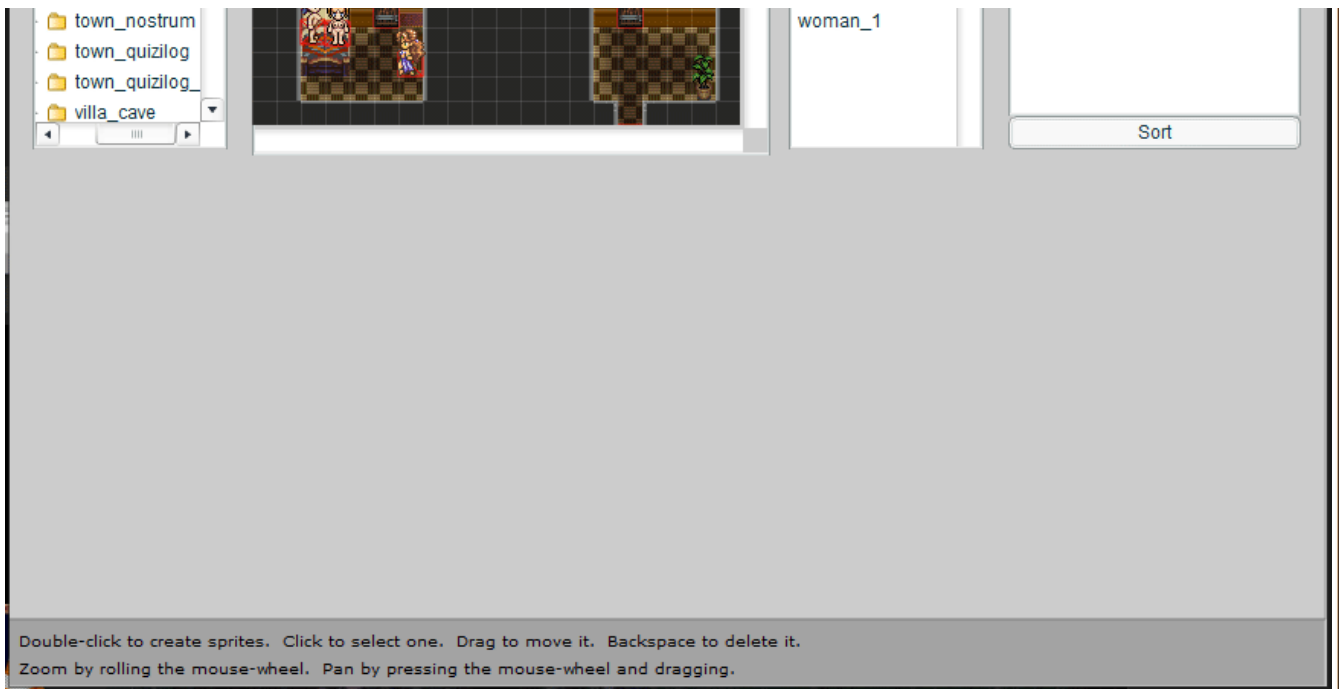 town_nostrum
town_quizilog
town_quizilog_
villa_cave
woman_1
Sort
Double-click to create sprites. Click to select one. Drag to move it. Backspace to delete it.
Zoom by rolling the mouse-wheel. Pan by pressing the mouse-wheel and dragging.